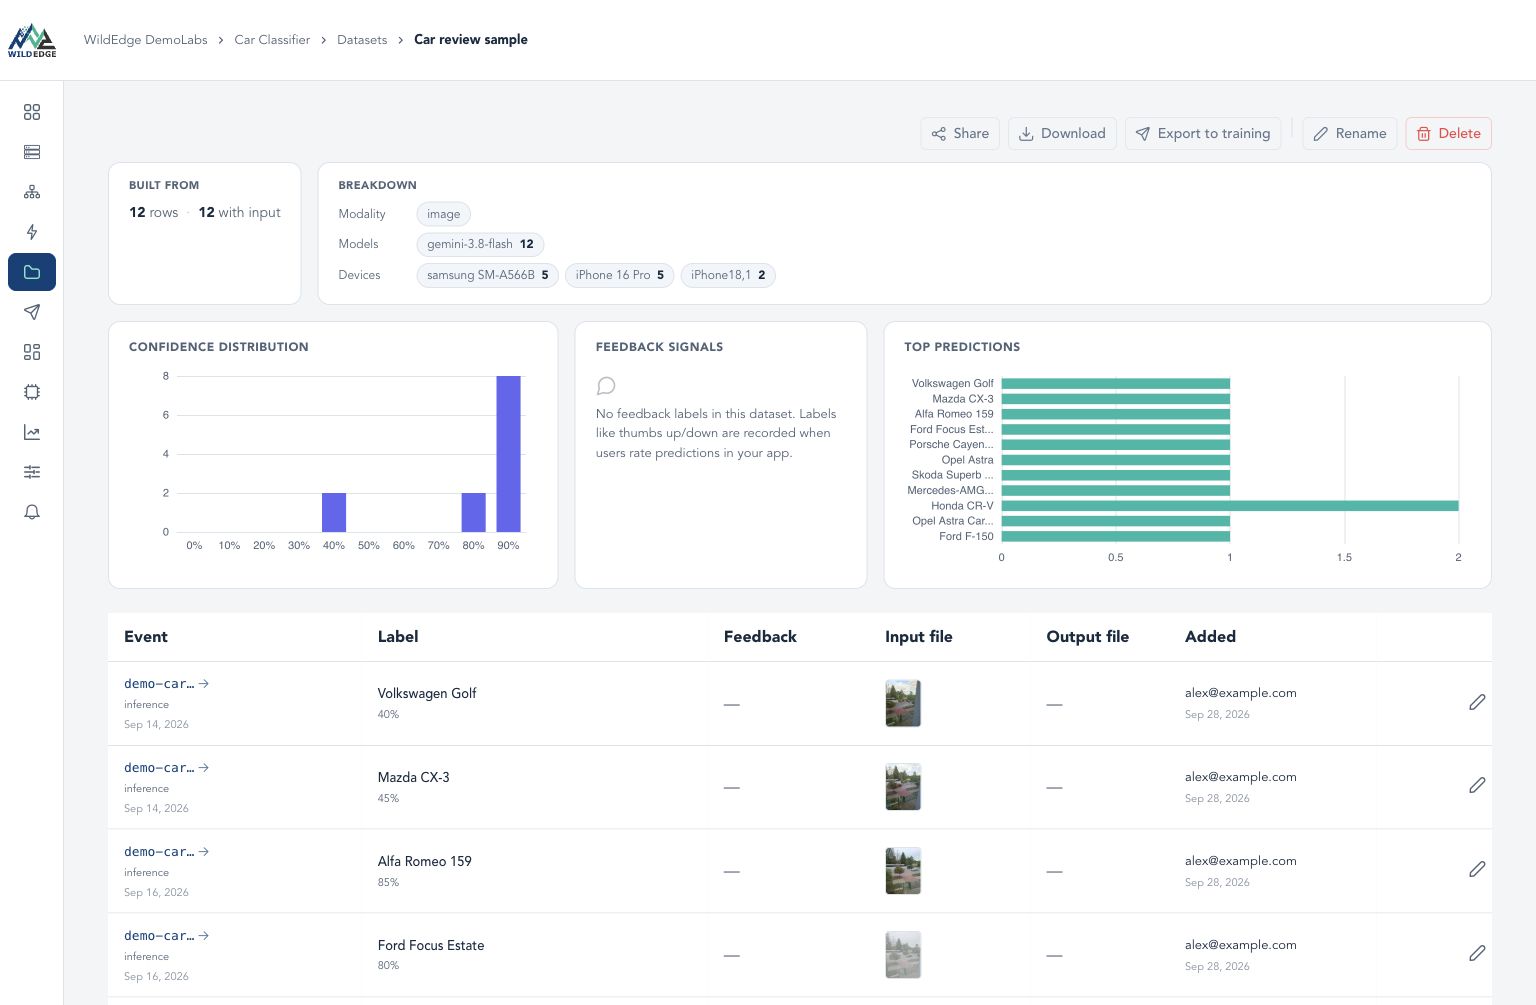 WILDEDGE
WildEdge DemoLabs > Car Classifier > Datasets > Car review sample
Share Download Export to training Rename Delete
BUILT FROM
12 rows · 12 with input
BREAKDOWN
Modality image
Models gemini-3.8-flash 12
Devices samsung SM-A566B 5 iPhone 16 Pro 5 iPhone18,1 2
CONFIDENCE DISTRIBUTION
8
6
4
2
0
0% 10% 20% 30% 40% 50% 60% 70% 80% 90%
FEEDBACK SIGNALS
No feedback labels in this dataset. Labels
like thumbs up/down are recorded when
users rate predictions in your app.
TOP PREDICTIONS
Volkswagen Golf
Mazda CX-3
Alfa Romeo 159
Ford Focus Est...
Porsche Cayen...
Opel Astra
Skoda Superb ...
Mercedes-AMG...
Honda CR-V
Opel Astra Car...
Ford F-150
0 0.5 1 1.5 2
Event Label Feedback Input file Output file Added
demo-car… →
inference
Sep 14, 2026
Volkswagen Golf
40%
—
—
alex@example.com
Sep 28, 2026
demo-car… →
inference
Sep 14, 2026
Mazda CX-3
45%
—
—
alex@example.com
Sep 28, 2026
demo-car… →
inference
Sep 16, 2026
Alfa Romeo 159
85%
—
—
alex@example.com
Sep 28, 2026
demo-car… →
inference
Sep 16, 2026
Ford Focus Estate
80%
—
—
alex@example.com
Sep 28, 2026